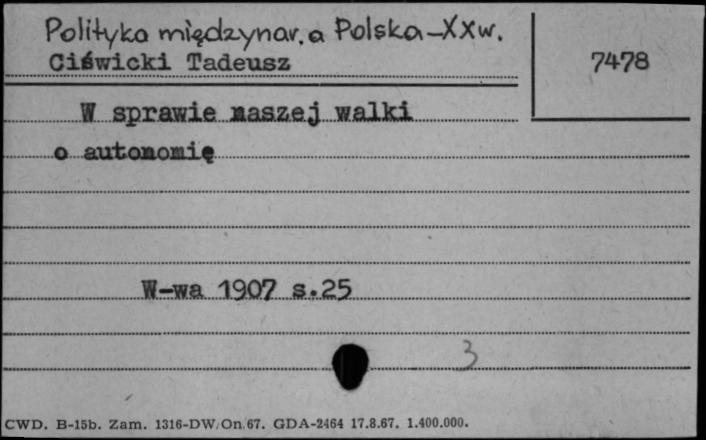 Polityka międzynar. a Polska-XXw.
Ciświcki Tadeusz
7478
W sprawie naszej walki
o autonomię
W-wa 1907 s.25
3
CWD. B-15b. Zam. 1316-DW/On/67. GDA-2464 17.8.67. 1.400.000.